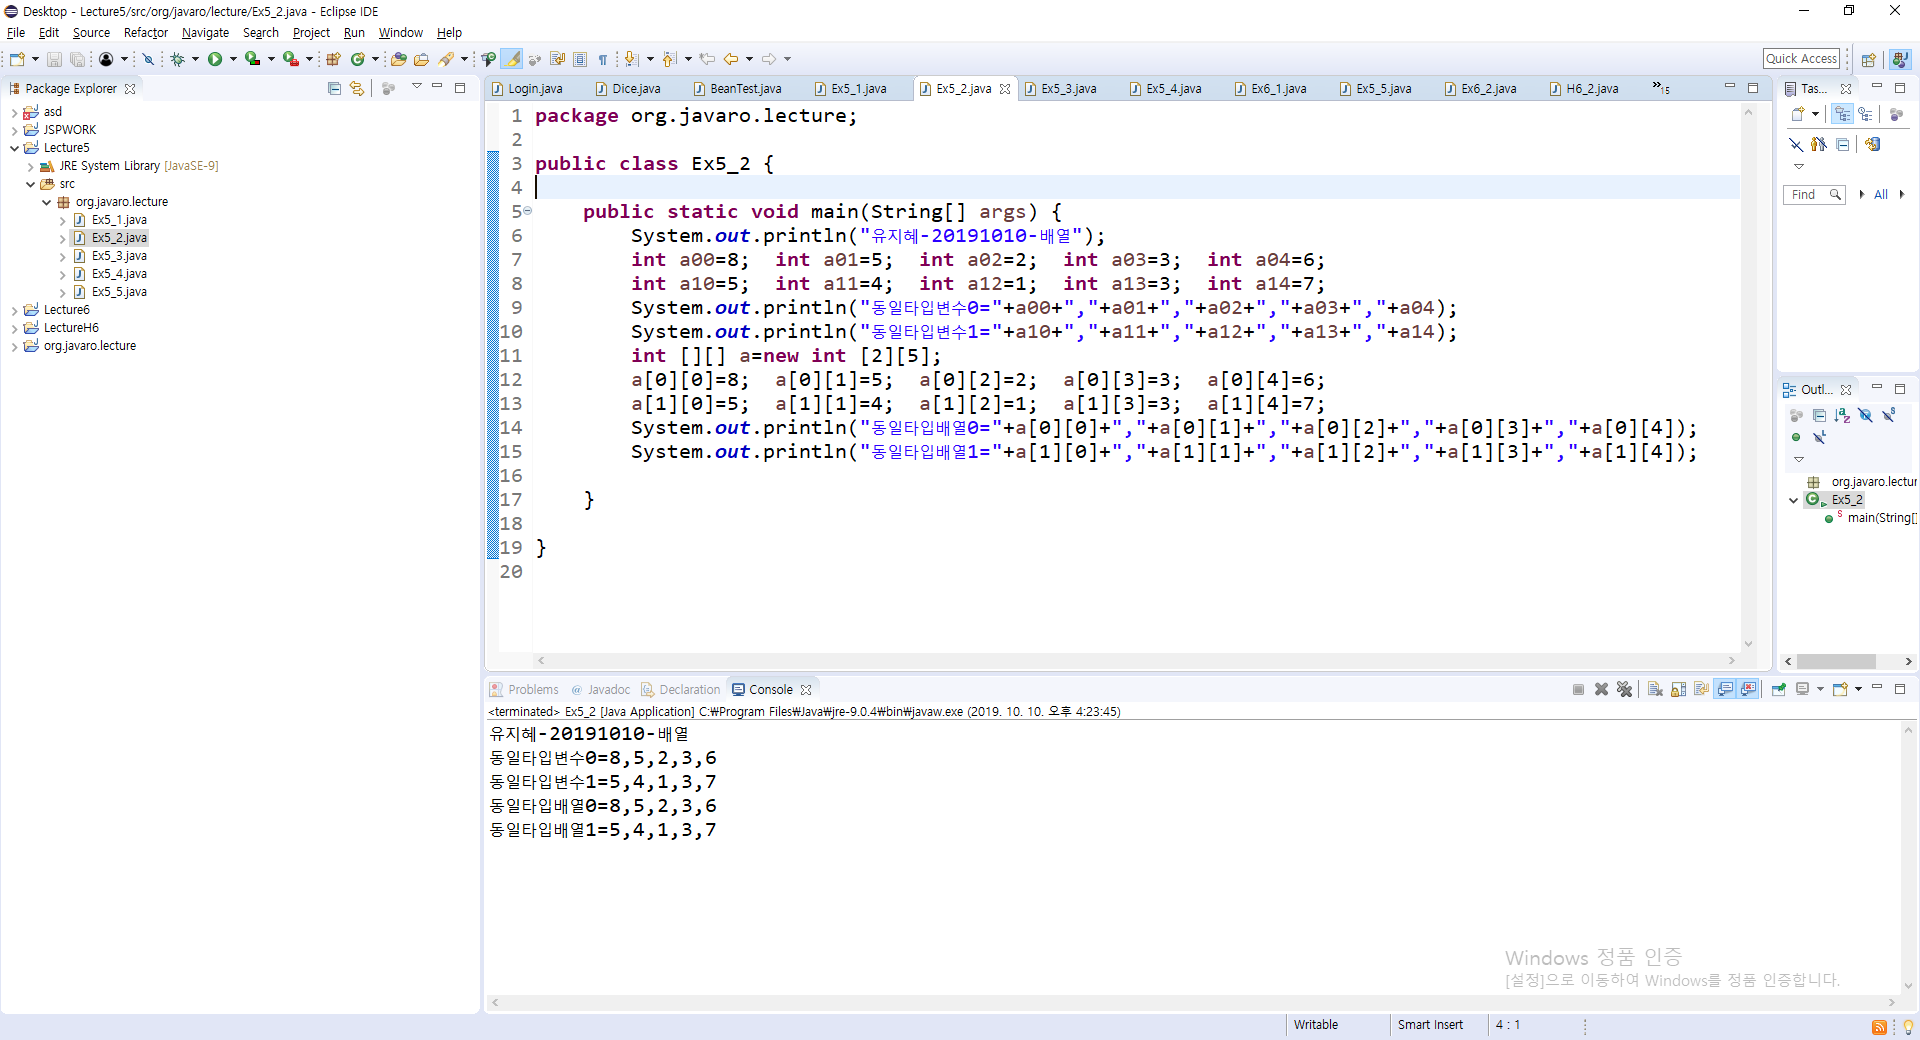 Desktop - Lecture5/src/org/javaro/lecture/Ex5_2.java - Eclipse IDE
File Edit Source Refactor Navigate Search Project Run Window Help
Quick Access
Package Explorer
asd
JSPWORK
Lecture5
JRE System Library [JavaSE-9]
src
org.javaro.lecture
Ex5_1.java
Ex5_2.java
Ex5_3.java
Ex5_4.java
Ex5_5.java
Lecture6
LectureH6
org.javaro.lecture
Login.java Dice.java BeanTest.java Ex5_1.java Ex5_2.java Ex5_3.java Ex5_4.java Ex6_1.java Ex5_5.java Ex6_2.java H6_2.java »15
1 package org.javaro.lecture;
2
3 public class Ex5_2 {
4
5 public static void main(String[] args) {
6 System.out.println("유지혜-20191010-배열");
7 int a00=8; int a01=5; int a02=2; int a03=3; int a04=6;
8 int a10=5; int a11=4; int a12=1; int a13=3; int a14=7;
9 System.out.println("동일타입변수0="+a00+","+a01+","+a02+","+a03+","+a04);
10 System.out.println("동일타입변수1="+a10+","+a11+","+a12+","+a13+","+a14);
11 int [][] a=new int [2][5];
12 a[0][0]=8; a[0][1]=5; a[0][2]=2; a[0][3]=3; a[0][4]=6;
13 a[1][0]=5; a[1][1]=4; a[1][2]=1; a[1][3]=3; a[1][4]=7;
14 System.out.println("동일타입배열0="+a[0][0]+","+a[0][1]+","+a[0][2]+","+a[0][3]+","+a[0][4]);
15 System.out.println("동일타입배열1="+a[1][0]+","+a[1][1]+","+a[1][2]+","+a[1][3]+","+a[1][4]);
16
17 }
18
19 }
20
Tas...
Find All
Outl...
org.javaro.lectur
Ex5_2
main(String[]
Problems @ Javadoc Declaration Console
<terminated> Ex5_2 [Java Application] C:₩Program Files₩Java₩jre-9.0.4₩bin₩javaw.exe (2019. 10. 10. 오후 4:23:45)
유지혜-20191010-배열
동일타입변수0=8,5,2,3,6
동일타입변수1=5,4,1,3,7
동일타입배열0=8,5,2,3,6
동일타입배열1=5,4,1,3,7
Windows 정품 인증
[설정]으로 이동하여 Windows를 정품 인증합니다.
Writable Smart Insert 4 : 1